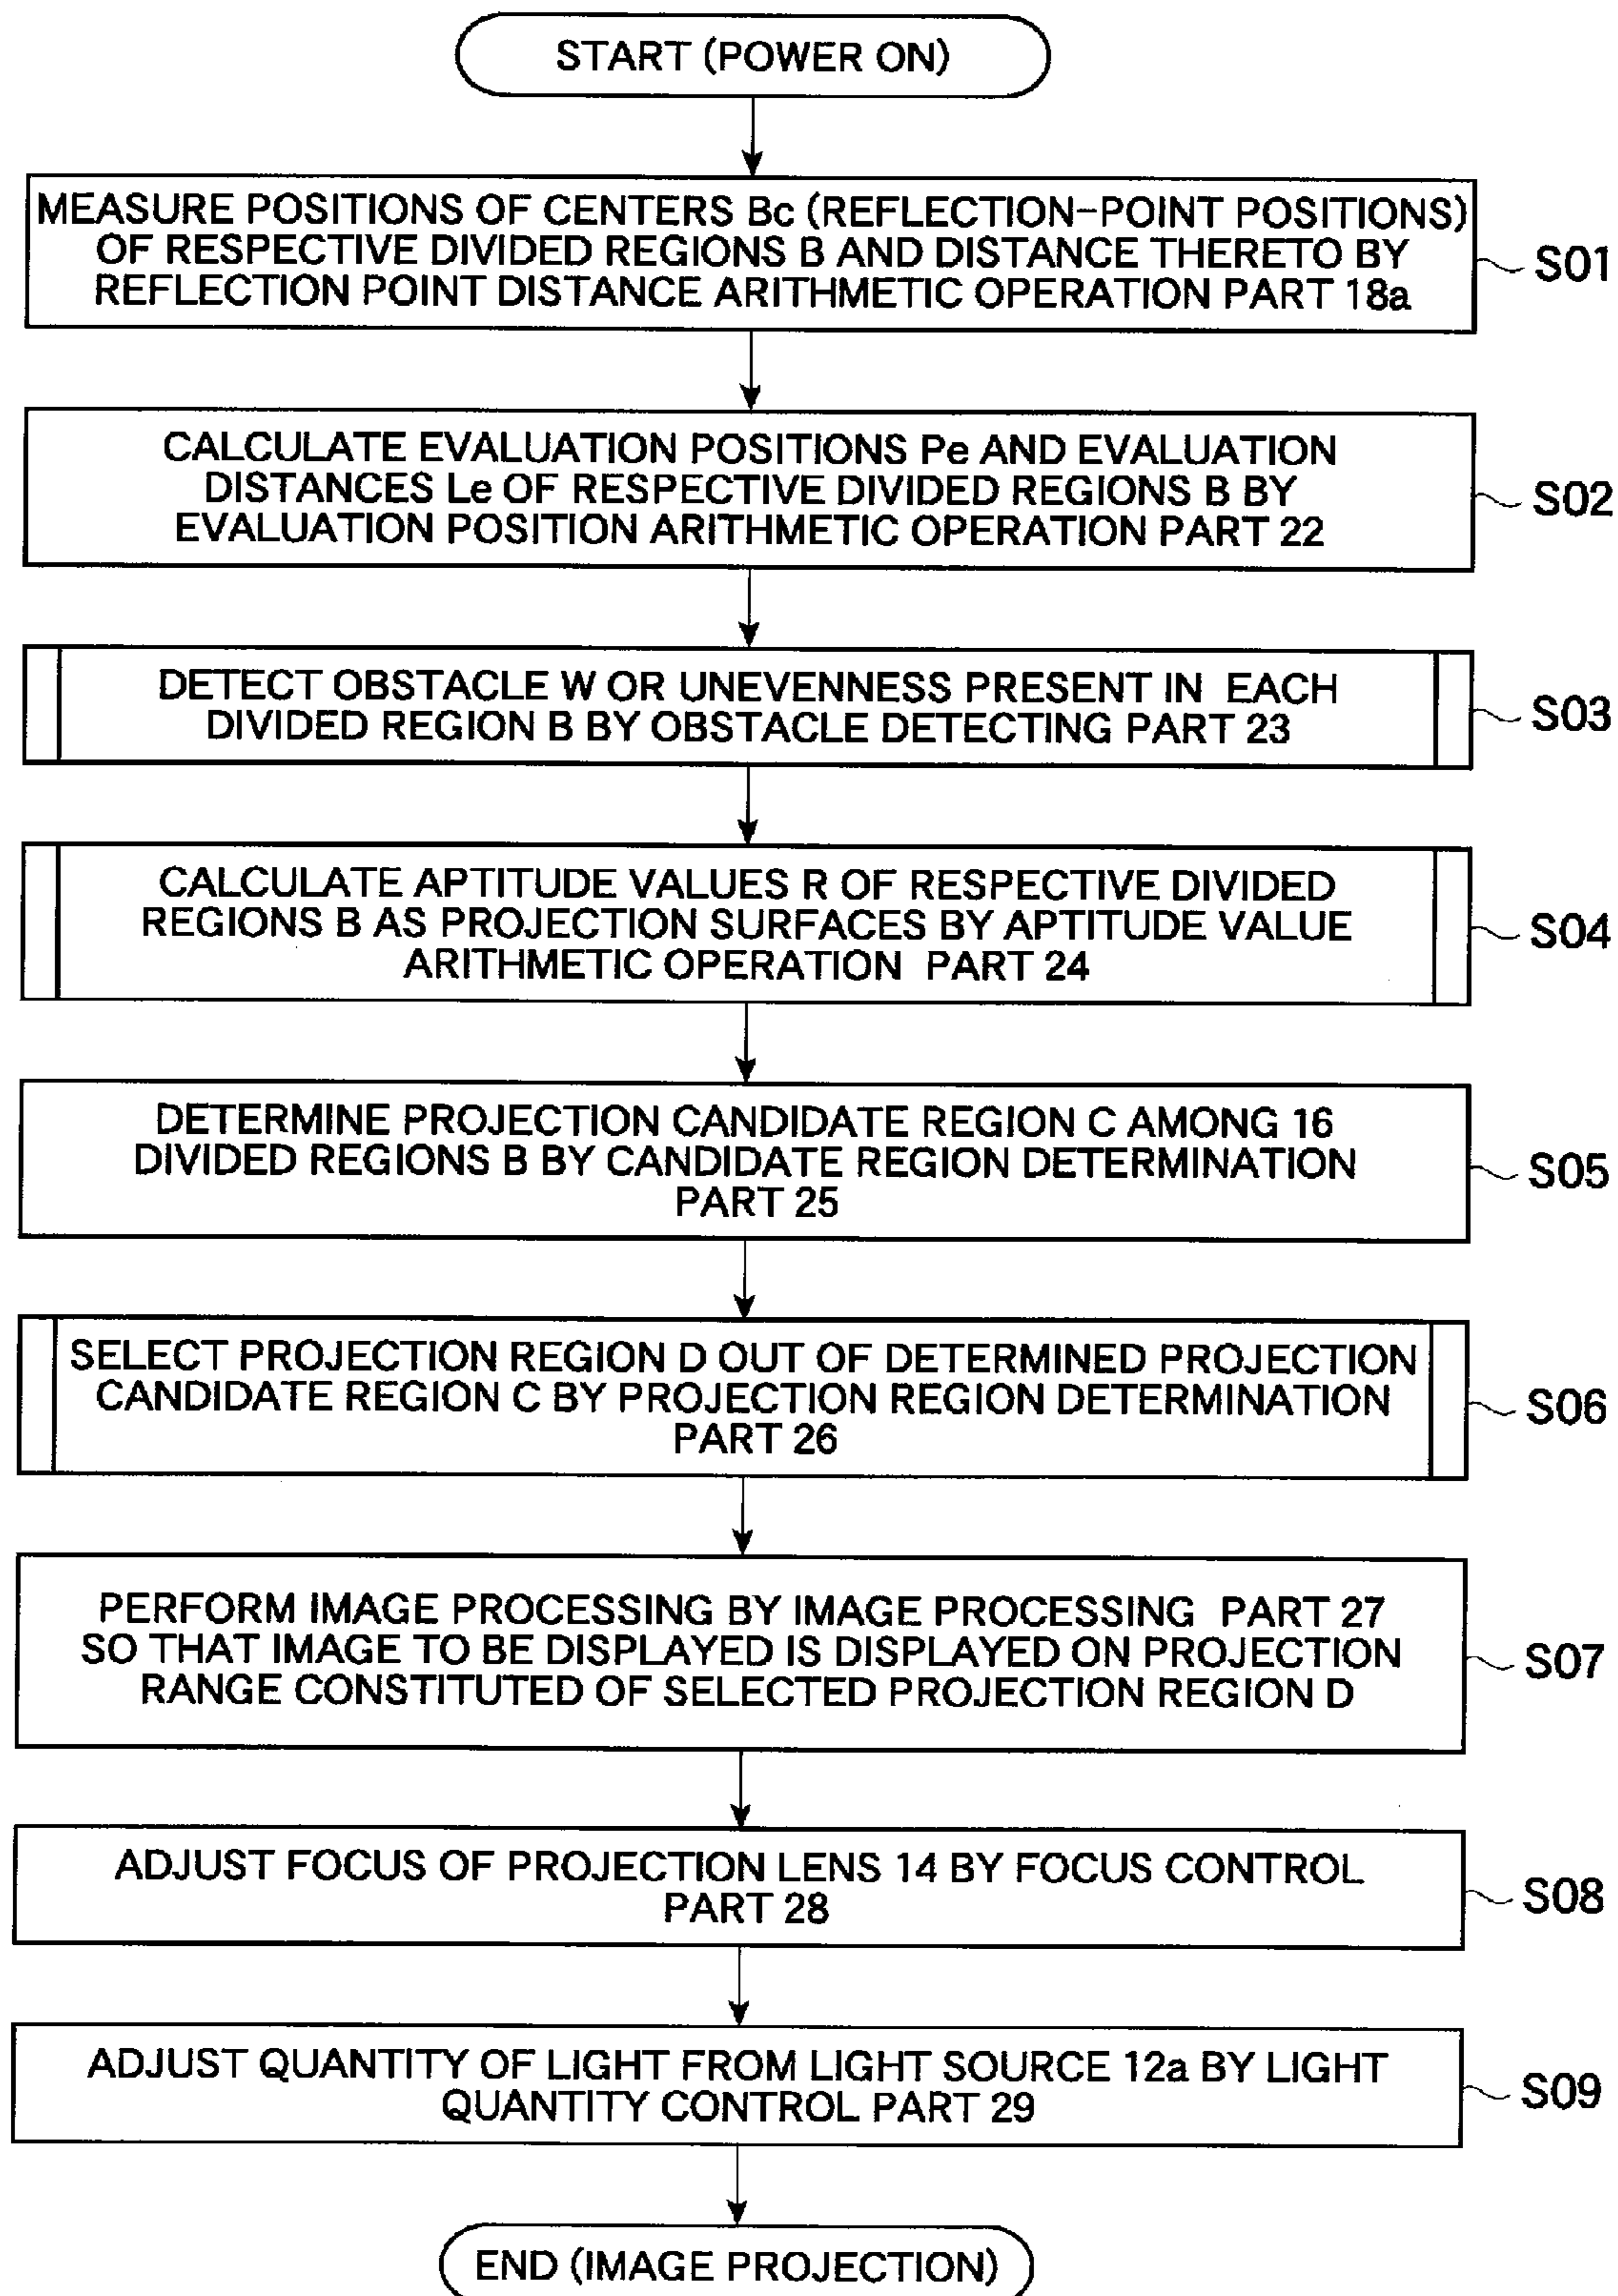 START (POWER ON)
MEASURE POSITIONS OF CENTERS Bc (REFLECTION-POINT POSITIONS)
OF RESPECTIVE DIVIDED REGIONS B AND DISTANCE THERETO BY
REFLECTION POINT DISTANCE ARITHMETIC OPERATION PART 18a
S01
CALCULATE EVALUATION POSITIONS Pe AND EVALUATION
DISTANCES Le OF RESPECTIVE DIVIDED REGIONS B BY
EVALUATION POSITION ARITHMETIC OPERATION PART 22
S02
DETECT OBSTACLE W OR UNEVENNESS PRESENT IN EACH
DIVIDED REGION B BY OBSTACLE DETECTING PART 23
S03
CALCULATE APTITUDE VALUES R OF RESPECTIVE DIVIDED
REGIONS B AS PROJECTION SURFACES BY APTITUDE VALUE
ARITHMETIC OPERATION PART 24
S04
DETERMINE PROJECTION CANDIDATE REGION C AMONG 16
DIVIDED REGIONS B BY CANDIDATE REGION DETERMINATION
PART 25
S05
SELECT PROJECTION REGION D OUT OF DETERMINED PROJECTION
CANDIDATE REGION C BY PROJECTION REGION DETERMINATION
PART 26
S06
PERFORM IMAGE PROCESSING BY IMAGE PROCESSING PART 27
SO THAT IMAGE TO BE DISPLAYED IS DISPLAYED ON PROJECTION
RANGE CONSTITUTED OF SELECTED PROJECTION REGION D
S07
ADJUST FOCUS OF PROJECTION LENS 14 BY FOCUS CONTROL
PART 28
S08
ADJUST QUANTITY OF LIGHT FROM LIGHT SOURCE 12a BY LIGHT
QUANTITY CONTROL PART 29
S09
END (IMAGE PROJECTION)